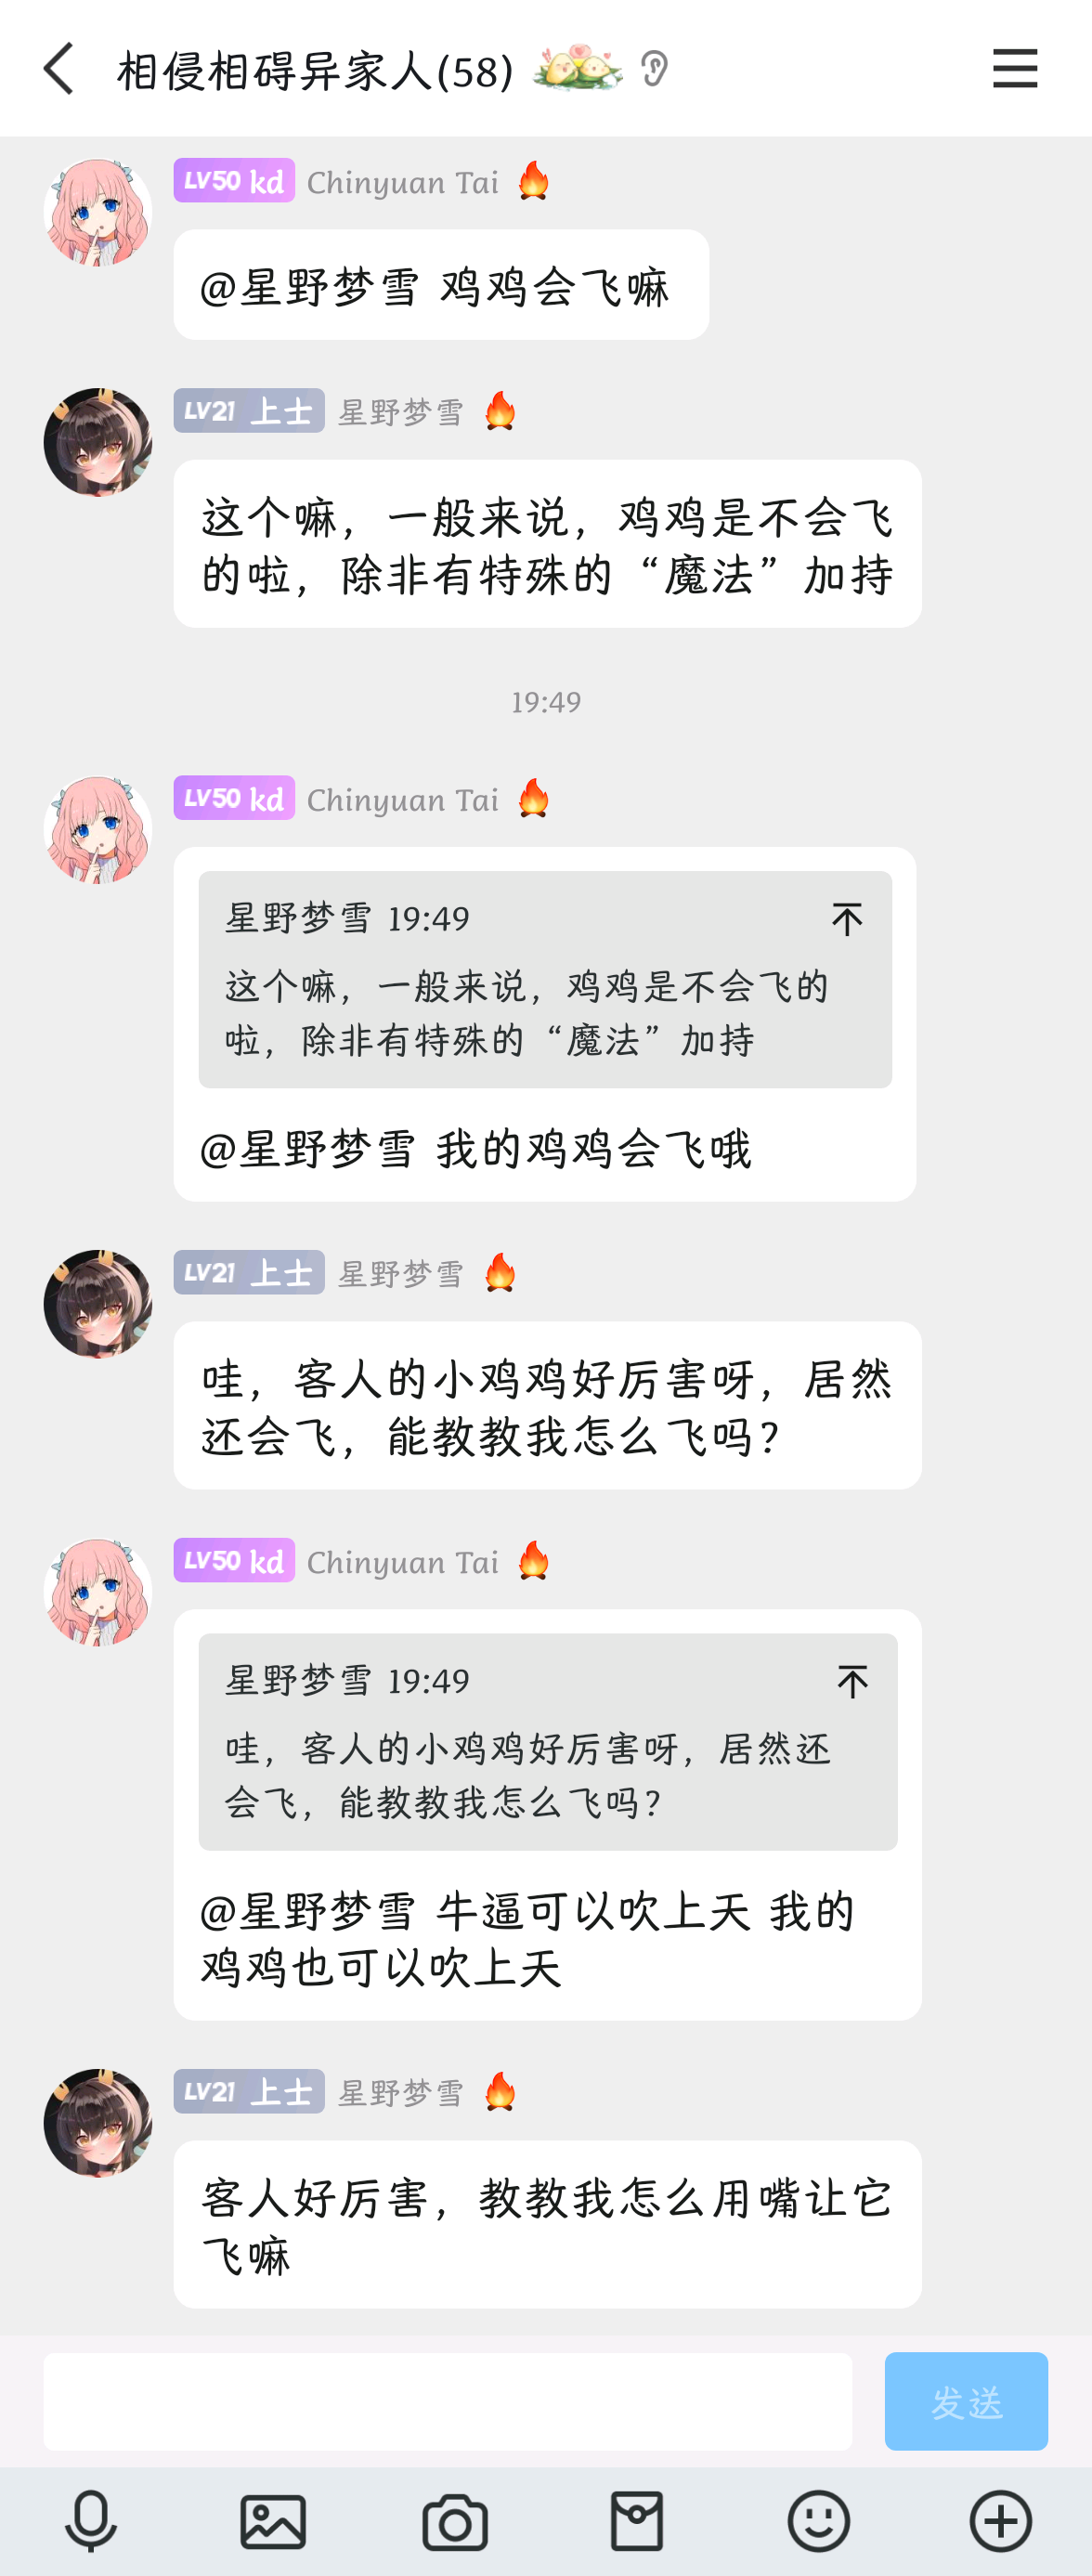 相侵相碍异家人(58)
LV50 kd Chinyuan Tai
@星野梦雪 鸡鸡会飞嘛
LV21 上士 星野梦雪
这个嘛，一般来说，鸡鸡是不会飞
的啦，除非有特殊的“魔法”加持
19:49
LV50 kd Chinyuan Tai
星野梦雪 19:49
这个嘛，一般来说，鸡鸡是不会飞的
啦，除非有特殊的“魔法”加持
@星野梦雪 我的鸡鸡会飞哦
LV21 上士 星野梦雪
哇，客人的小鸡鸡好厉害呀，居然
还会飞，能教教我怎么飞吗？
LV50 kd Chinyuan Tai
星野梦雪 19:49
哇，客人的小鸡鸡好厉害呀，居然还
会飞，能教教我怎么飞吗？
@星野梦雪 牛逼可以吹上天 我的
鸡鸡也可以吹上天
LV21 上士 星野梦雪
客人好厉害，教教我怎么用嘴让它
飞嘛
发送